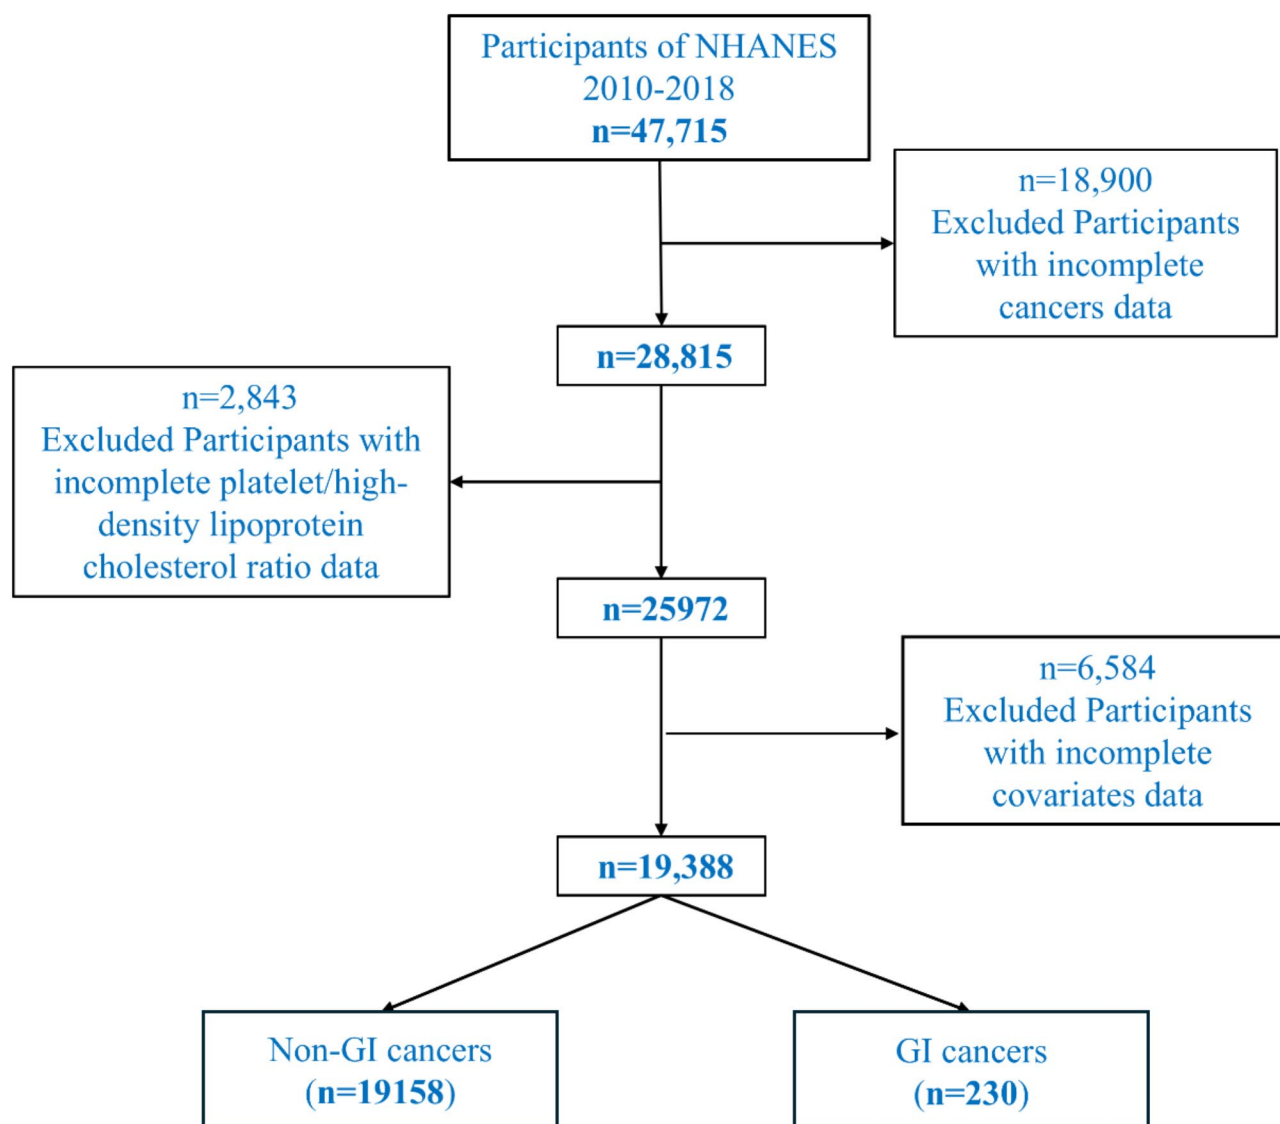 Participants of NHANES
2010-2018
n=47,715
n=18,900
Excluded Participants
with incomplete
cancers data
n=28,815
n=2,843
Excluded Participants with
incomplete platelet/high-
density lipoprotein
cholesterol ratio data
n=25972
n=6,584
Excluded Participants
with incomplete
covariates data
n=19,388
Non-GI cancers
(n=19158)
GI cancers
(n=230)